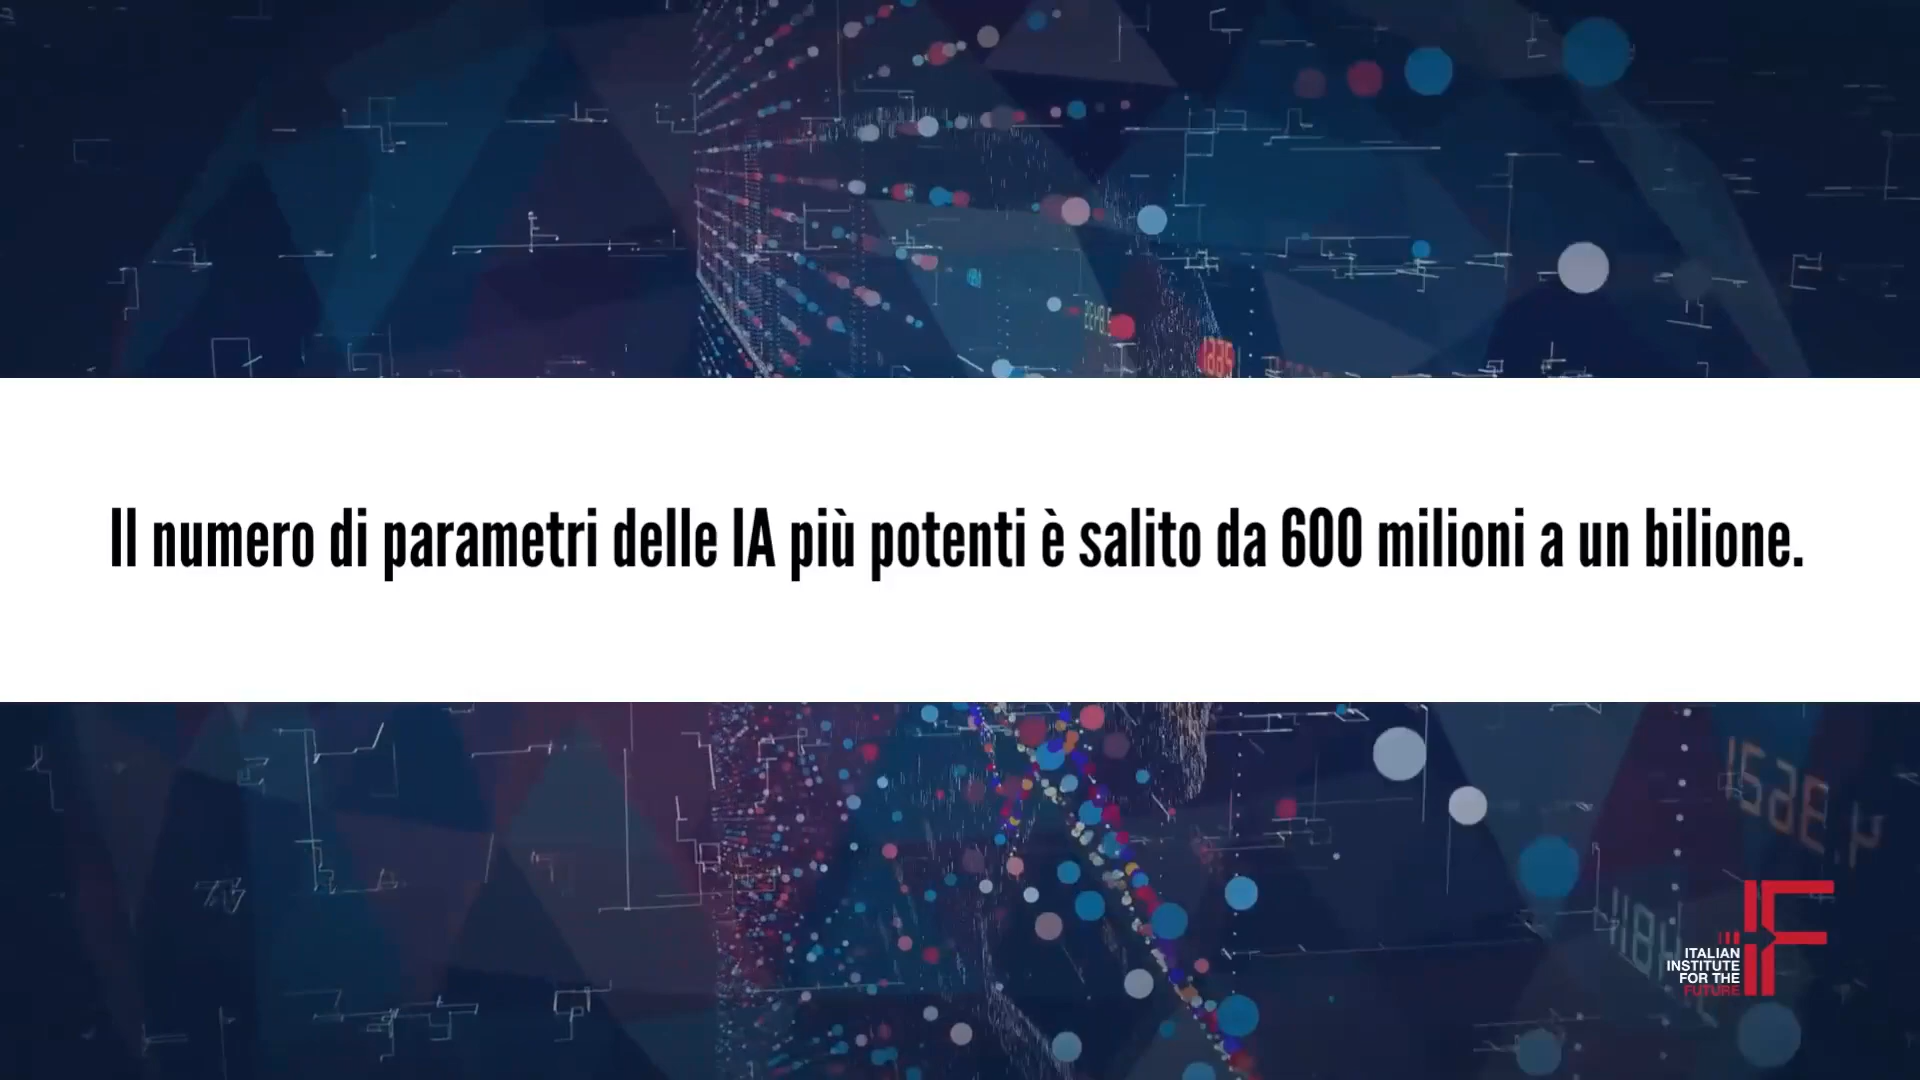 Il numero di parametri delle IA più potenti è salito da 600 milioni a un bilione.
ITALIAN
INSTITUTE
FOR THE
FUTURE